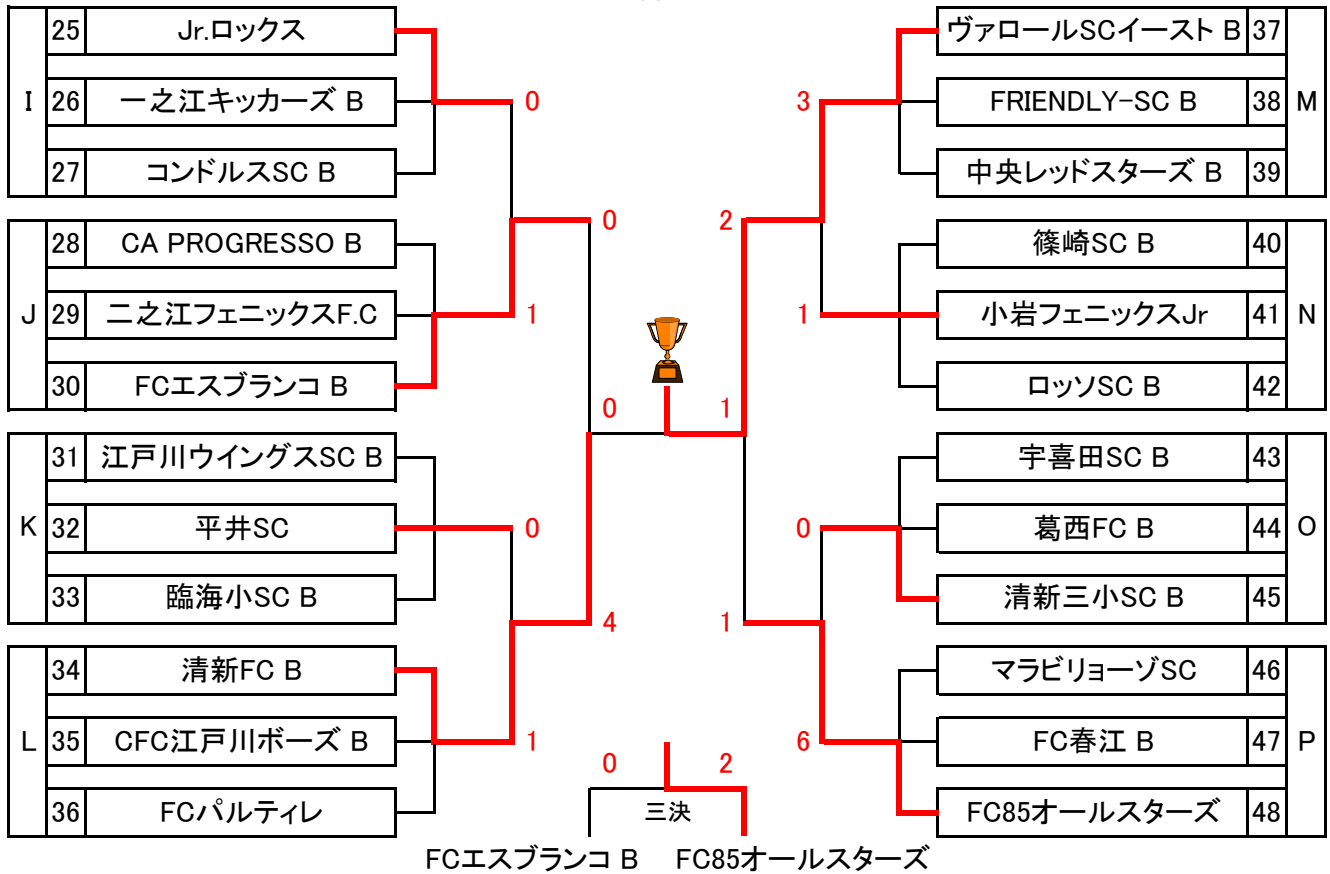 25 Jr.ロックス
I 26 一之江キッカーズ B
27 コンドルスSC B
0
28 CA PROGRESSO B
J 29 二之江フェニックスF.C
30 FCエスブランコ B
1
0
31 江戸川ウイングスSC B
K 32 平井SC
33 臨海小SC B
0
34 清新FC B
L 35 CFC江戸川ボーズ B
36 FCパルティレ
1
4
0
ヴァロールSCイースト B 37
FRIENDLY-SC B 38 M
中央レッドスターズ B 39
3
篠崎SC B 40
小岩フェニックスJr 41 N
ロッソSC B 42
1
2
宇喜田SC B 43
葛西FC B 44 O
清新三小SC B 45
0
マラビリョーゾSC 46
FC春江 B 47 P
FC85オールスターズ 48
6
1
1
0 2
三決
FCエスブランコ B FC85オールスターズ